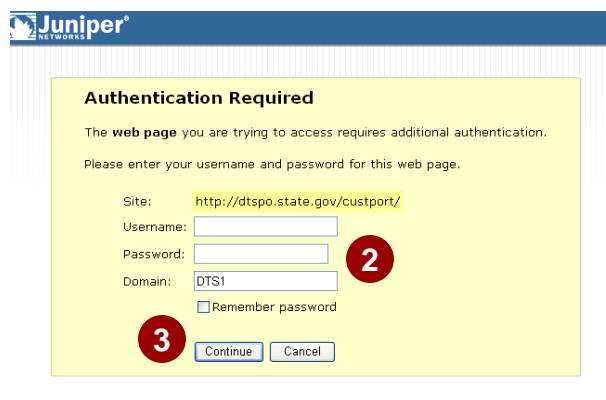 Juniper®
NETWORKS
Authentication Required
The web page you are trying to access requires additional authentication.
Please enter your username and password for this web page.
Site: http://dtspo.state.gov/custport/
Username:
Password:
2
Domain: DTS1
Remember password
3
Continue Cancel